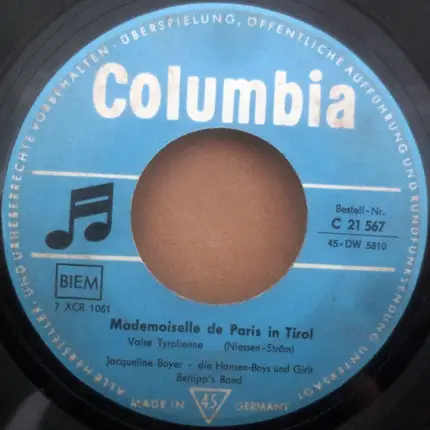 ALLE HERSTELLER- UND URHEBERRECHTE VORBEHALTEN · ÜBERSPIELUNG, ÖFFENTLICHE AUFFÜHRUNG UND RUNDFUNKSENDUNG UNTERSAGT
Columbia
Bestell-Nr.
C 21 567
45-DW 5810
BIEM
7 XCR 1061
Mademoiselle de Paris in Tirol
Valse Tyrolienne (Niessen-Ström)
Jacqueline Boyer - die Hansen-Boys und Girls
Berlipp's Band
MADE IN 45 GERMANY